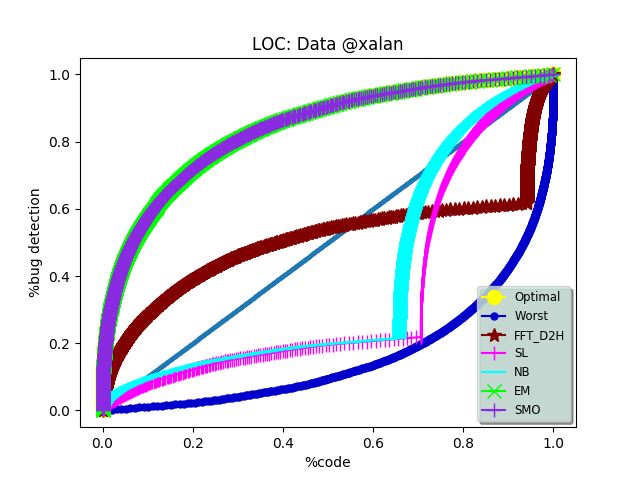 LOC: Data @xalan
%bug detection
1.0
0.8
0.6
0.4
0.2
0.0
Optimal
Worst
FFT_D2H
SL
NB
EM
SMO
0.0 0.2 0.4 0.6 0.8 1.0
%code